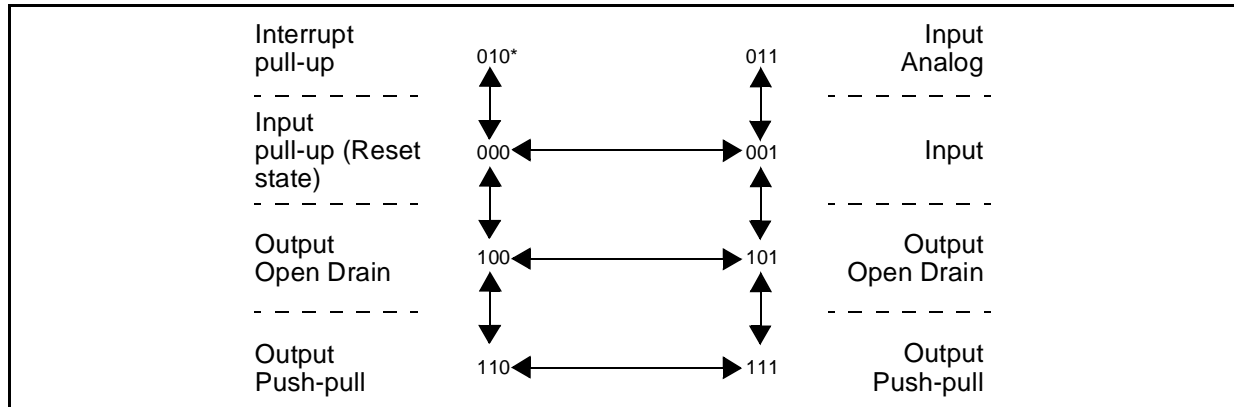 Interrupt
pull-up
010*
011
Input
Analog
Input
pull-up (Reset
state)
000
001
Input
Output
Open Drain
100
101
Output
Open Drain
Output
Push-pull
110
111
Output
Push-pull